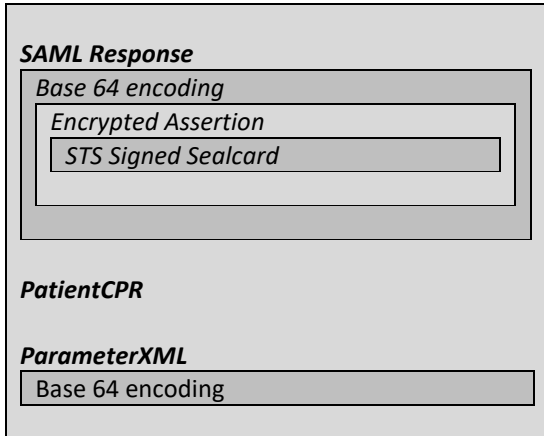 SAML Response
Base 64 encoding
Encrypted Assertion
STS Signed Sealcard
PatientCPR
ParameterXML
Base 64 encoding